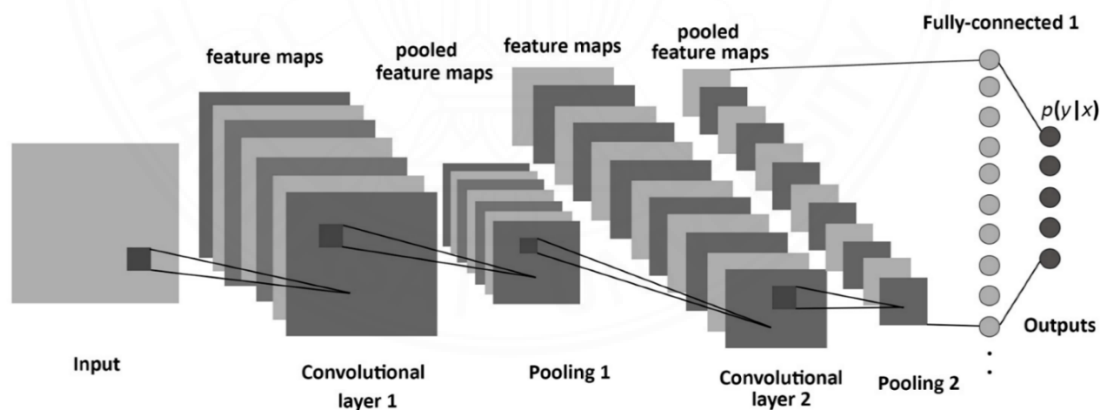 Fully-connected 1
feature maps
pooled
feature maps
feature maps
pooled
feature maps
p(y|x)
Input
Convolutional
layer 1
Pooling 1
Convolutional
layer 2
Pooling 2
Outputs